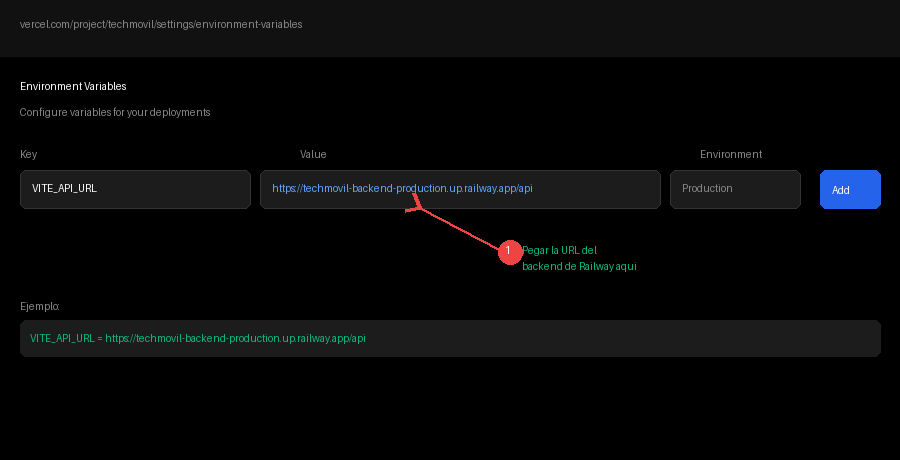 vercel.com/project/techmovil/settings/environment-variables
Environment Variables
Configure variables for your deployments
Key Value Environment
VITE_API_URL https://techmovil-backend-production.up.railway.app/api Production Add
1 Pegar la URL del
backend de Railway aqui
Ejemplo:
VITE_API_URL = https://techmovil-backend-production.up.railway.app/api